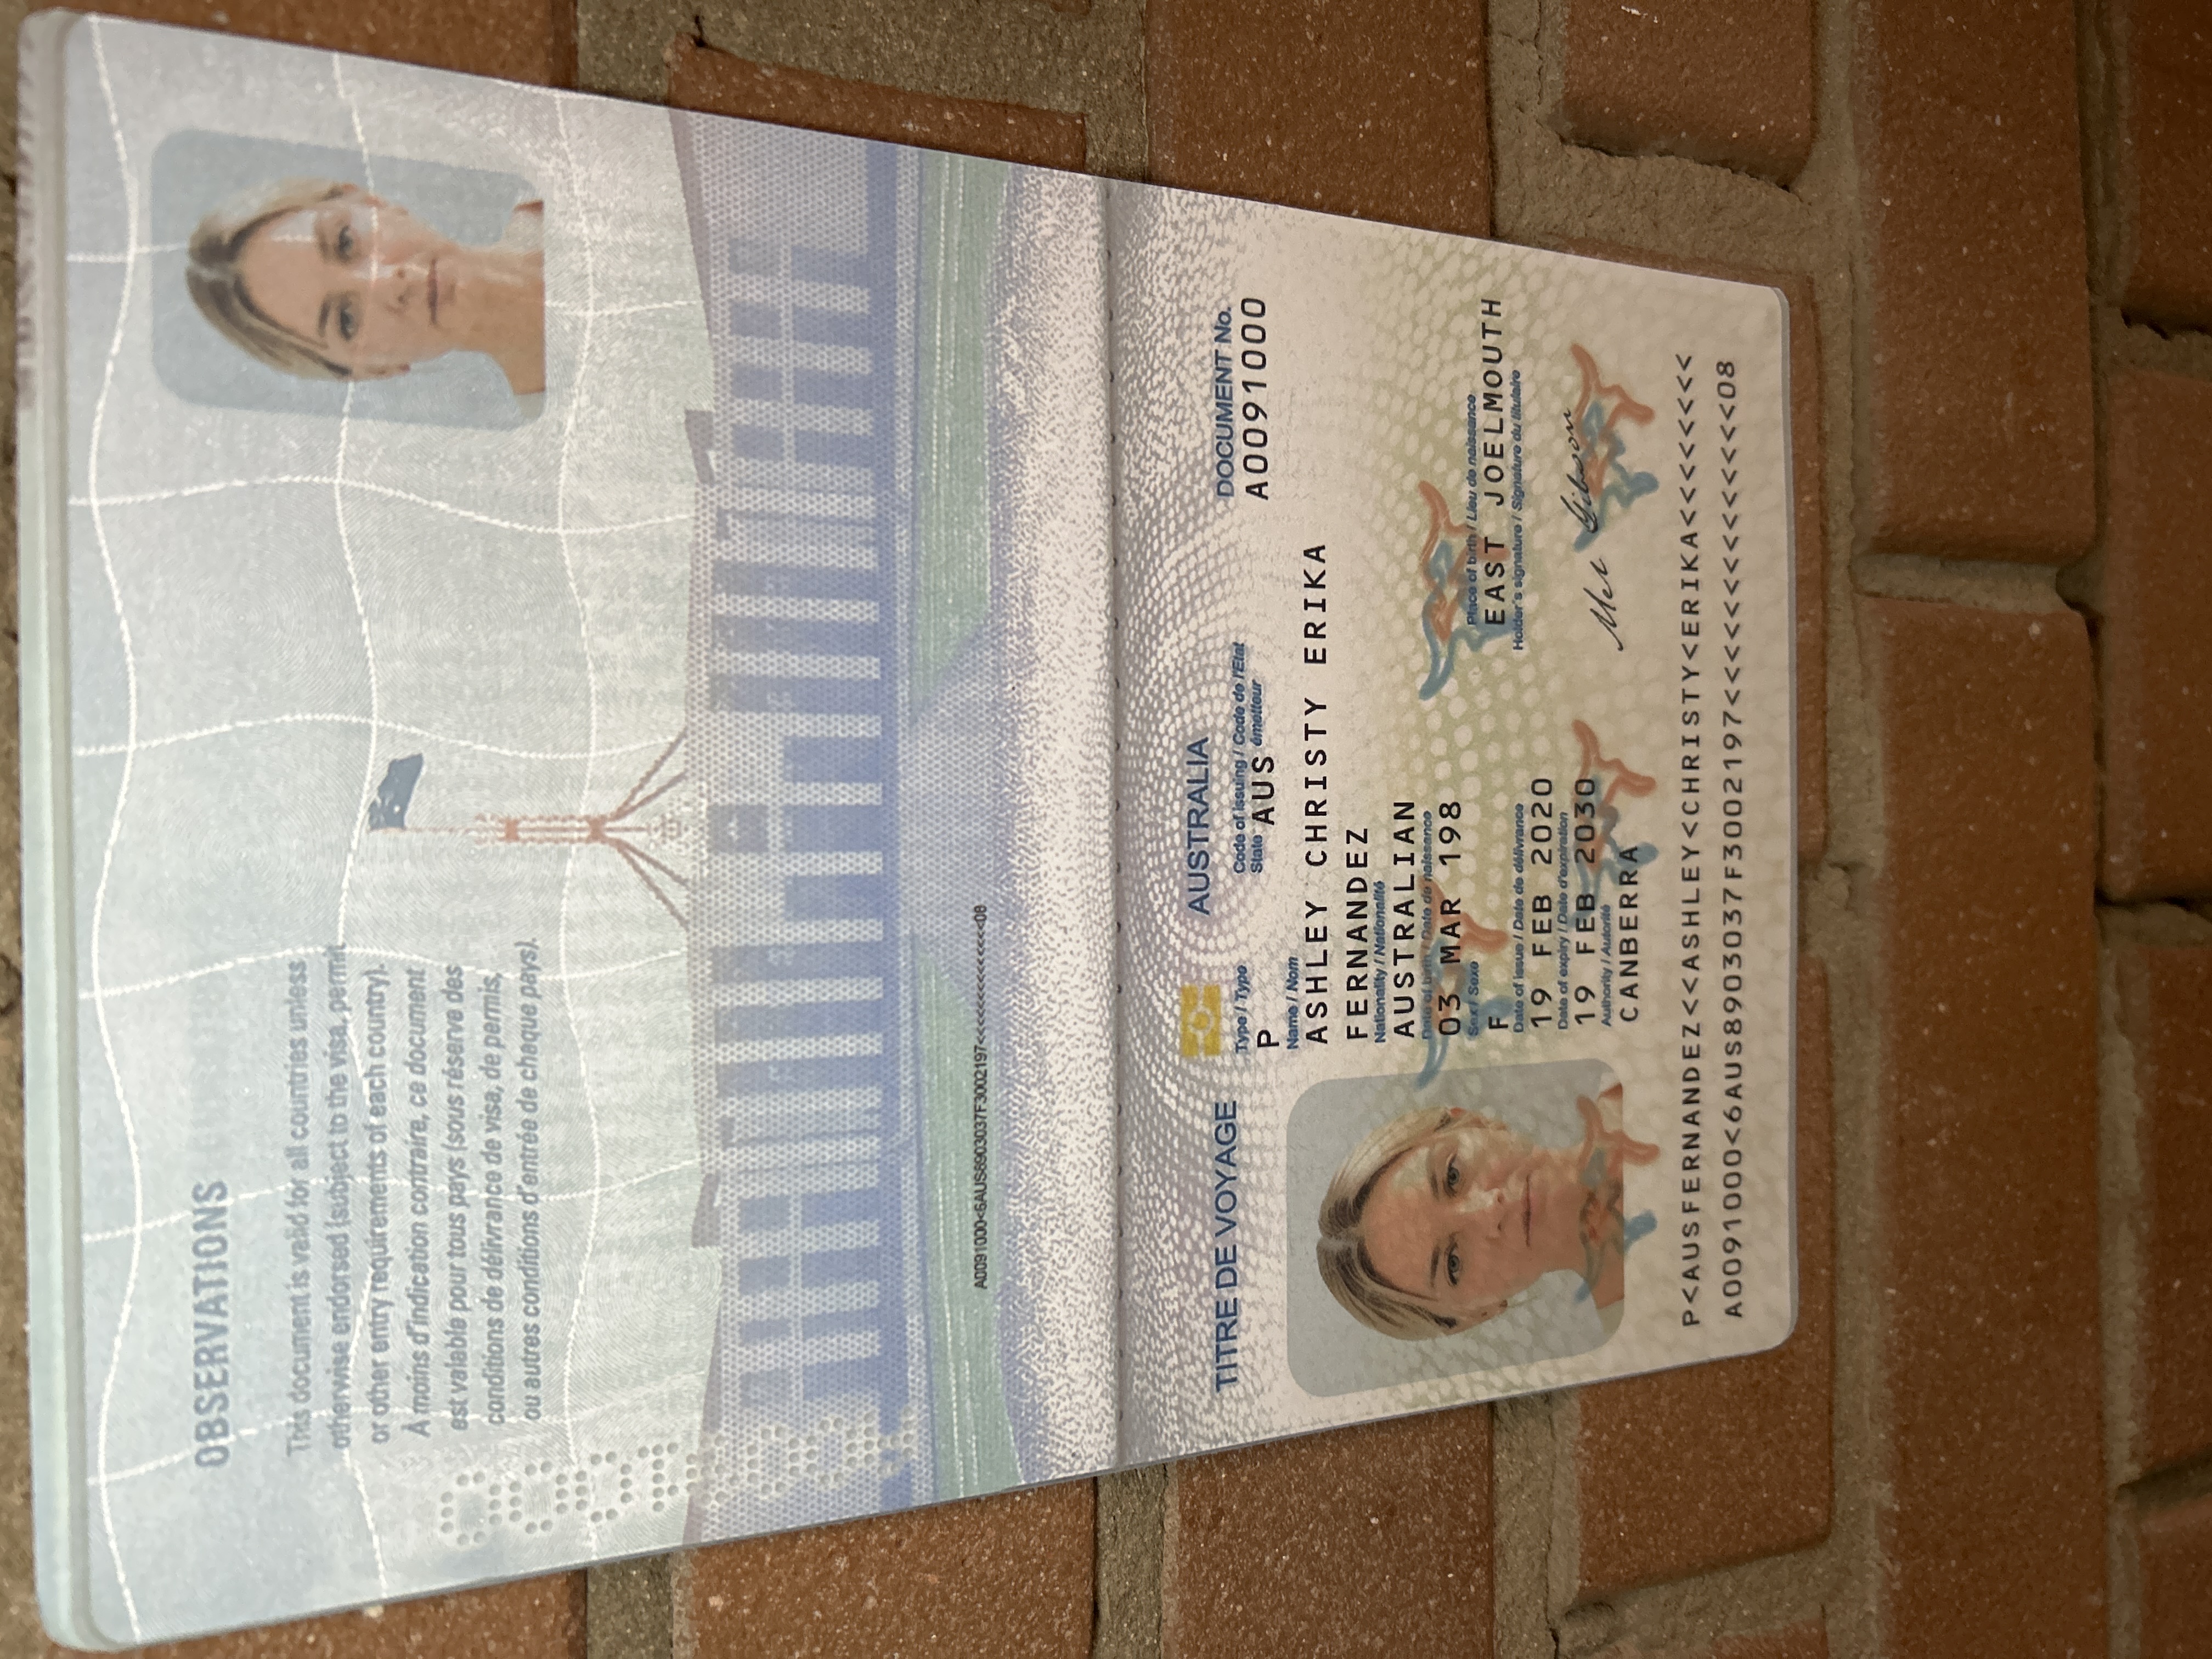 OBSERVATIONS
This document is valid for all countries unless
otherwise endorsed (subject to the visa, permit
or other entry requirements of each country).
À moins d'indication contraire, ce document
est valable pour tous pays (sous réserve des
conditions de délivrance de visa, de permis,
ou autres conditions d'entrée de chaque pays).
A0091000<6AUS8903037F3002197<<<<<<<<<<<<<<08
AUSTRALIA
TITRE DE VOYAGE
DOCUMENT No.
Type / Type
Code of issuing / Code de l'Etat
State
émetteur
P
AUS
A0091000
Name / Nom
ASHLEY CHRISTY ERIKA
FERNANDEZ
Nationality / Nationalité
AUSTRALIAN
Date of birth / Date de naissance
03 MAR 198
Sex / Sexe
Place of birth / Lieu de naissance
F
EAST JOELMOUTH
Date of issue / Date de délivrance
Holder's signature / Signature du titulaire
19 FEB 2020
Date of expiry / Date d'expiration
19 FEB 2030
Mel Gibson
Authority / Autorité
CANBERRA
P<AUSFERNANDEZ<<ASHLEY<CHRISTY<ERIKA<<<<<<<<
A0091000<6AUS8903037F3002197<<<<<<<<<<<<<<08